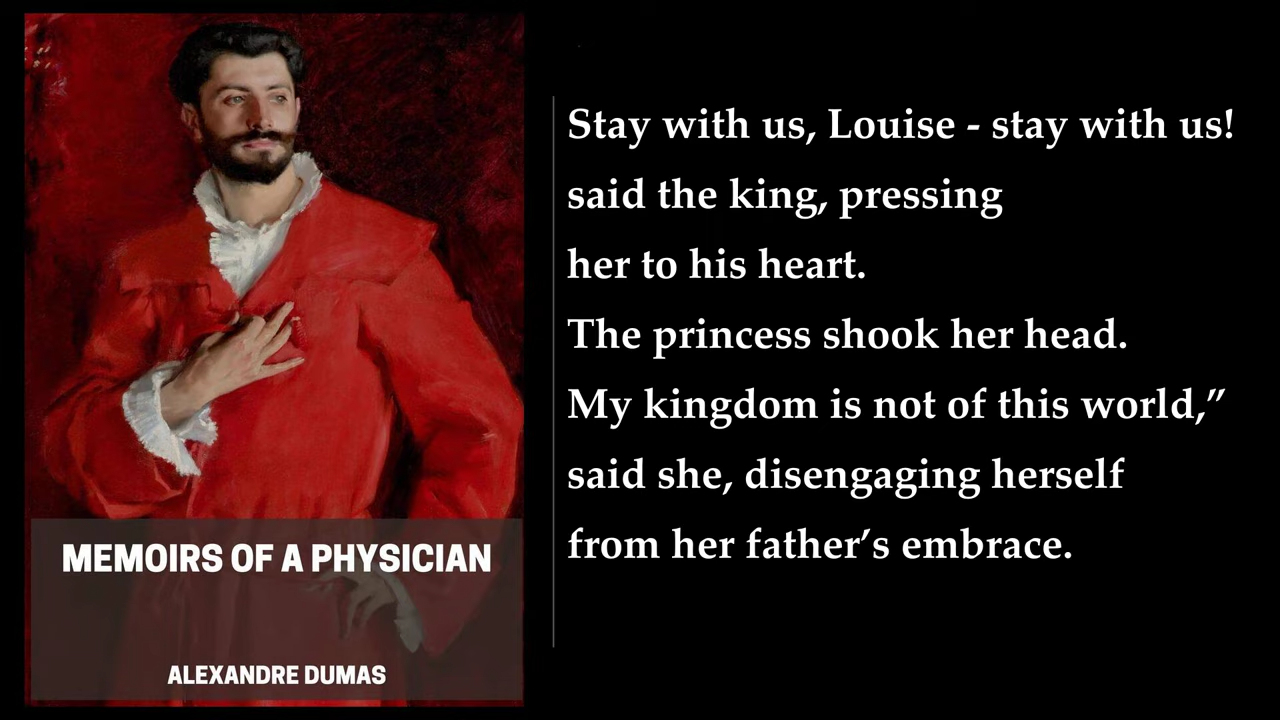 MEMOIRS OF A PHYSICIAN
ALEXANDRE DUMAS
Stay with us, Louise - stay with us!
said the king, pressing
her to his heart.
The princess shook her head.
My kingdom is not of this world,”
said she, disengaging herself
from her father’s embrace.